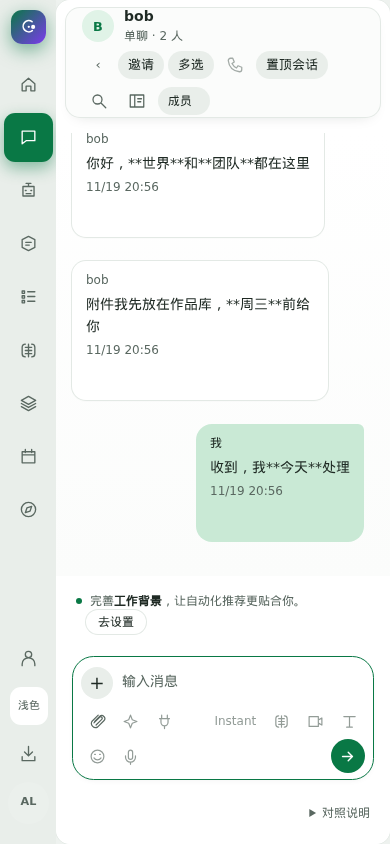 B
bob
单聊 · 2 人
‹ 邀请 多选 置顶会话
成员
bob
你好，**世界**和**团队**都在这里
11/19 20:56
bob
附件我先放在作品库，**周三**前给
你
11/19 20:56
我
收到，我**今天**处理
11/19 20:56
完善工作背景，让自动化推荐更贴合你。
去设置
+ 输入消息
Instant
浅色
AL
▶ 对照说明